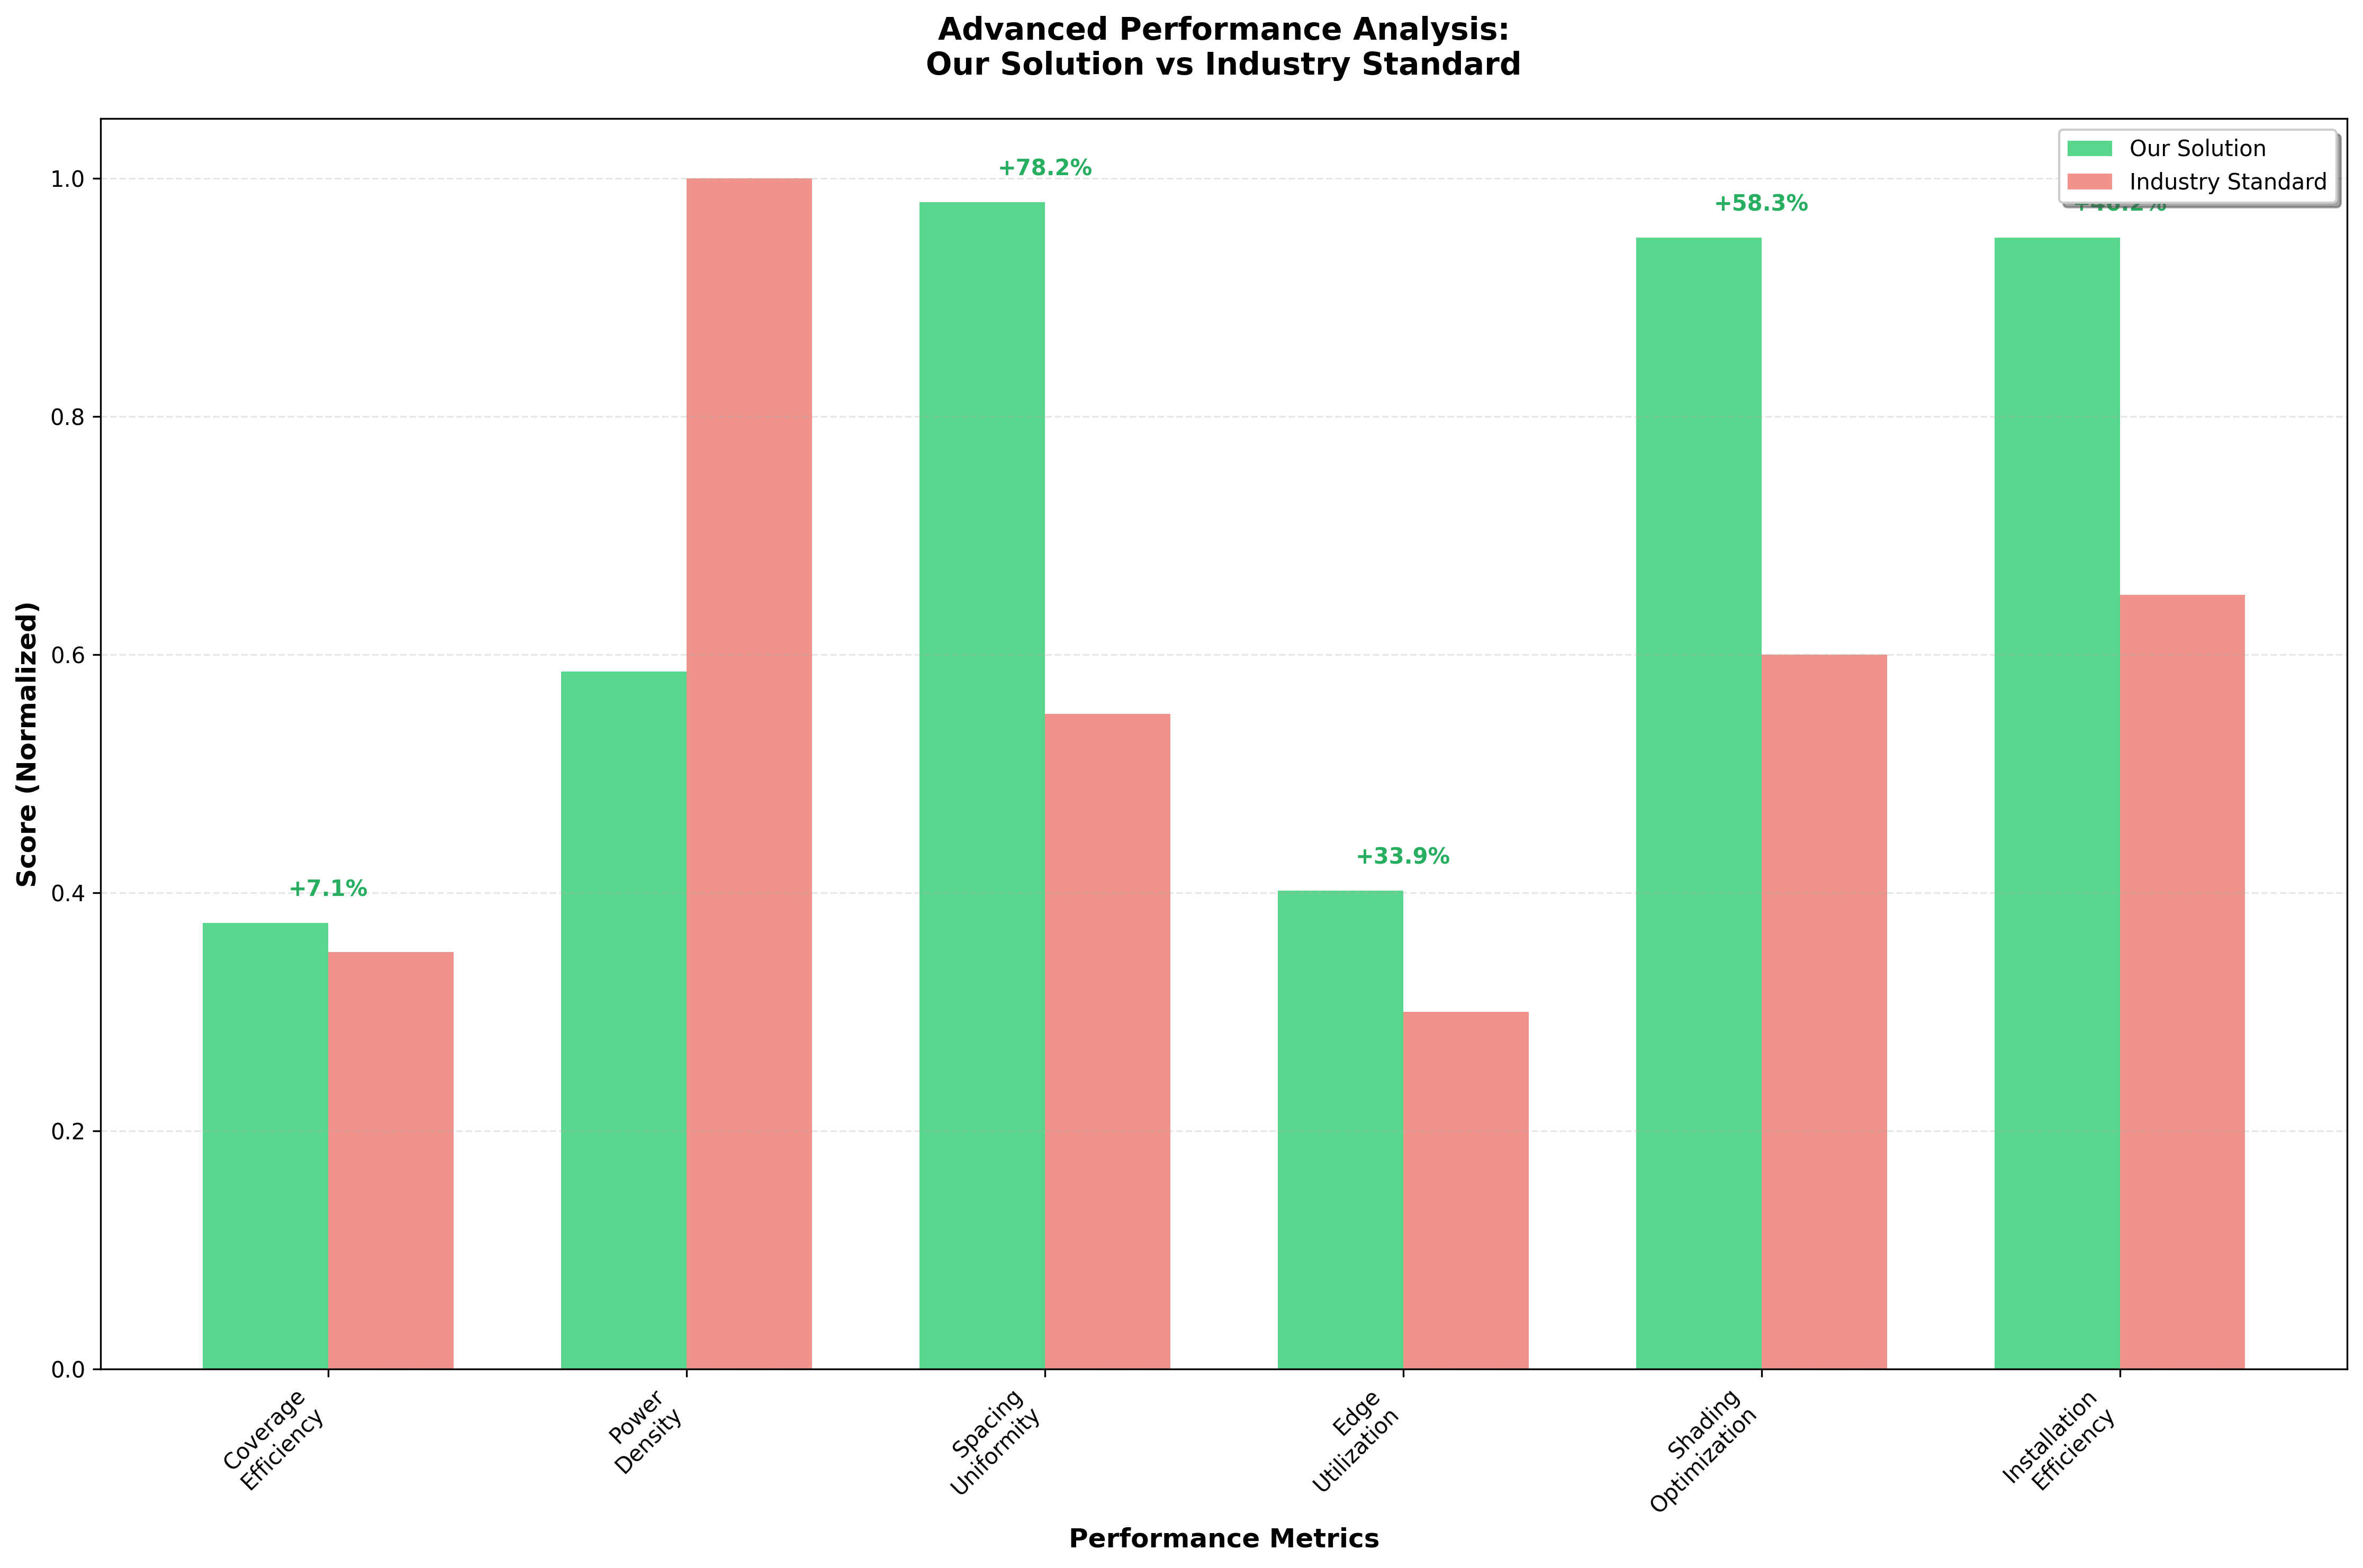 Advanced Performance Analysis:
Our Solution vs Industry Standard
Our Solution
Industry Standard
+78.2%
+58.3%
+33.9%
+7.1%
Score (Normalized)
1.0
0.8
0.6
0.4
0.2
0.0
Coverage
Efficiency
Power
Density
Spacing
Uniformity
Edge
Utilization
Shading
Optimization
Installation
Efficiency
Performance Metrics